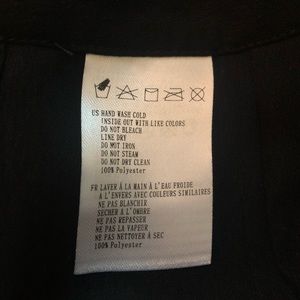 US HAND WASH COLD
INSIDE OUT WITH LIKE COLORS
DO NOT BLEACH
LINE DRY
DO MOT IRON
DO NOT STEAM
DO NOT DRY CLEAN
100% Polyester
FR LAVER À LA MAIN À L'EAU FROIDE
A L'ENVERS AVEC COULEURS SIMILAIRES
NE PAS BLANCHIR
SECHER A L'OMBRE
NE PAS REPASSER
NE PAS LA VAPEUR
NE PAS NETTOYER À SEC
100% Polyester